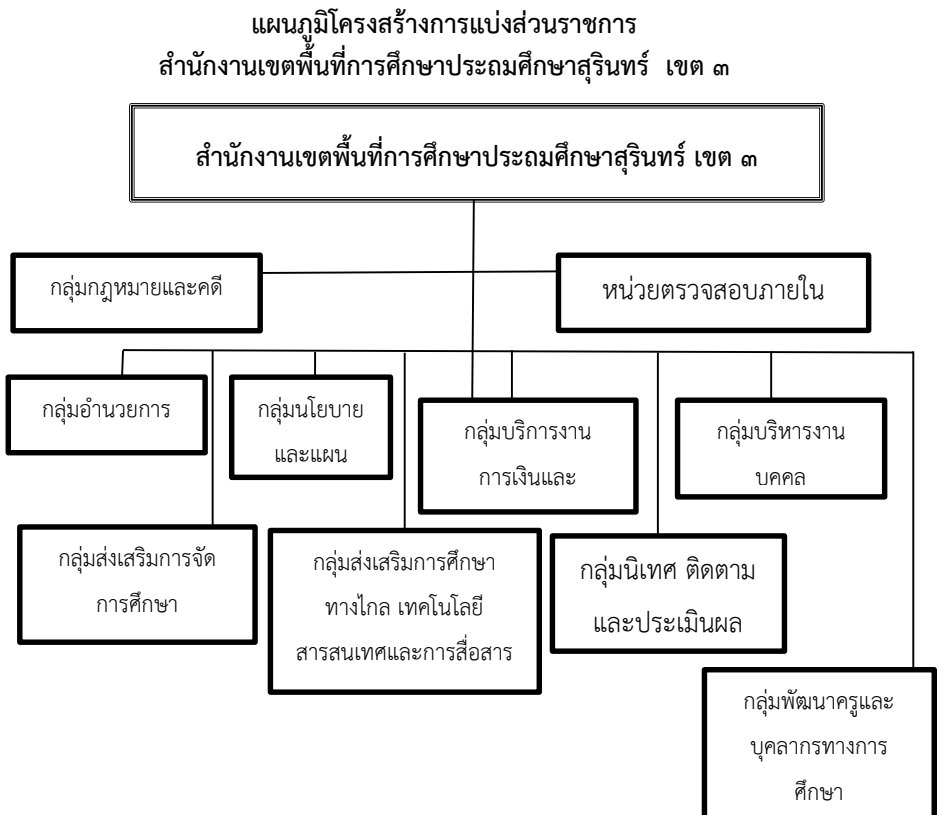 แผนภูมิโครงสร้างการแบ่งส่วนราชการ
สำนักงานเขตพื้นที่การศึกษาประถมศึกษาสุรินทร์ เขต ๓
สำนักงานเขตพื้นที่การศึกษาประถมศึกษาสุรินทร์ เขต ๓
กลุ่มกฎหมายและคดี
หน่วยตรวจสอบภายใน
กลุ่มอำนวยการ
กลุ่มนโยบาย
และแผน
กลุ่มบริการงาน
การเงินและ
กลุ่มบริหารงาน
บคคล
กลุ่มส่งเสริมการจัด
การศึกษา
กลุ่มส่งเสริมการศึกษา
ทางไกล เทคโนโลยี
สารสนเทศและการสื่อสาร
กลุ่มนิเทศ ติดตาม
และประเมินผล
กลุ่มพัฒนาครูและ
บุคลากรทางการ
ศึกษา